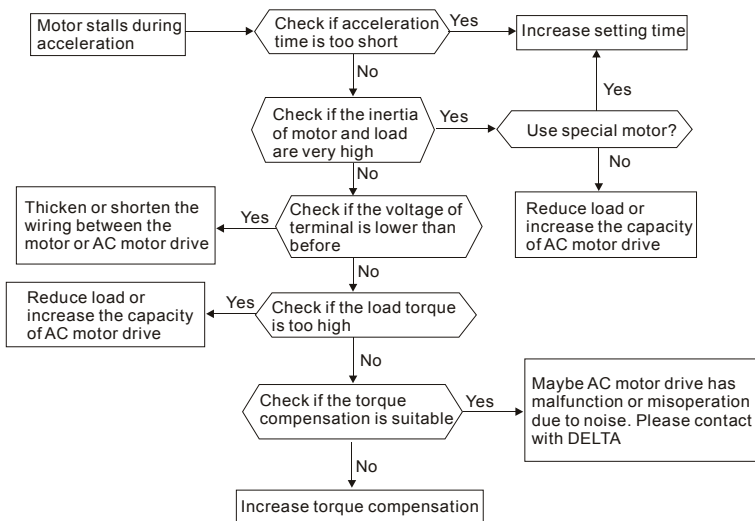 Motor stalls during
acceleration
Check if acceleration
time is too short
Yes
Increase setting time
No
Yes
Check if the inertia
of motor and load
are very high
Yes
Use special motor?
No
No
Thicken or shorten the
wiring between the
motor or AC motor drive
Yes
Check if the voltage of
terminal is lower than
before
Reduce load or
increase the capacity
of AC motor drive
No
Reduce load or
increase the capacity
of AC motor drive
Yes
Check if the load torque
is too high
No
Check if the torque
compensation is suitable
Yes
Maybe AC motor drive has
malfunction or misoperation
due to noise. Please contact
with DELTA
No
Increase torque compensation